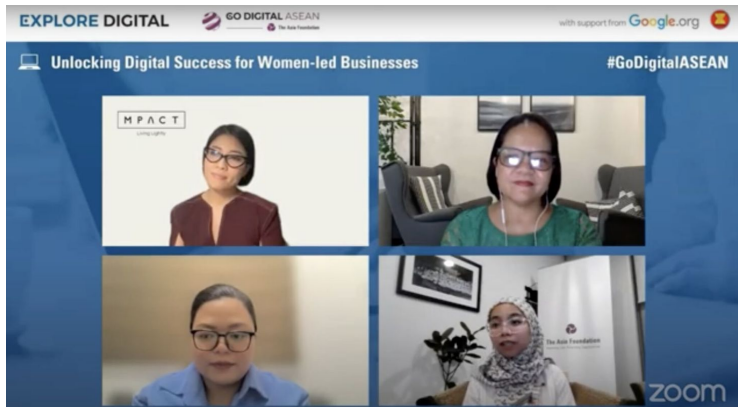 EXPLORE DIGITAL
GO DIGITAL ASEAN
The Asia Foundation
with support from Google.org
Unlocking Digital Success for Women-led Businesses
#GoDigitalASEAN
MPACT
Living Lightly
The Asia Foundation
zoom